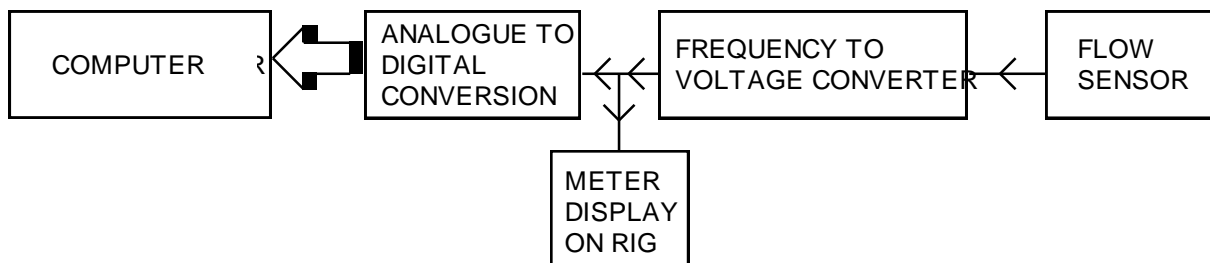 COMPUTER
ANALOGUE TO
DIGITAL
CONVERSION
FREQUENCY TO
VOLTAGE CONVERTER
FLOW
SENSOR
METER
DISPLAY
ON RIG